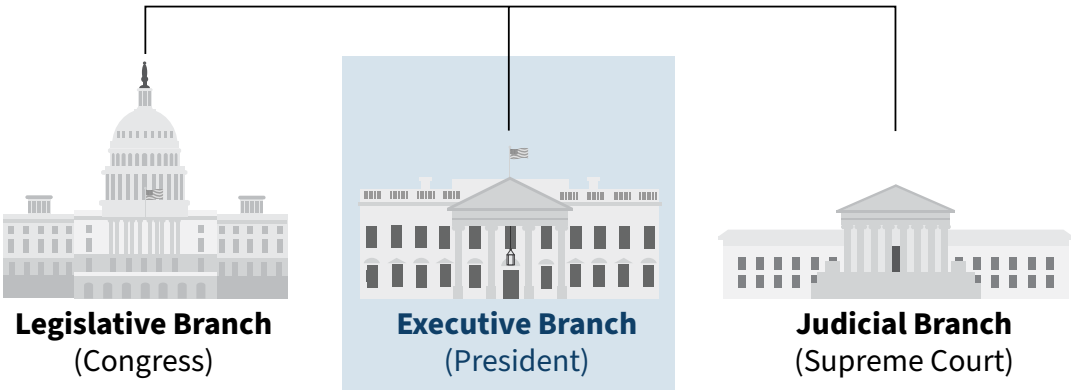 Legislative Branch
(Congress)
Executive Branch
(President)
Judicial Branch
(Supreme Court)